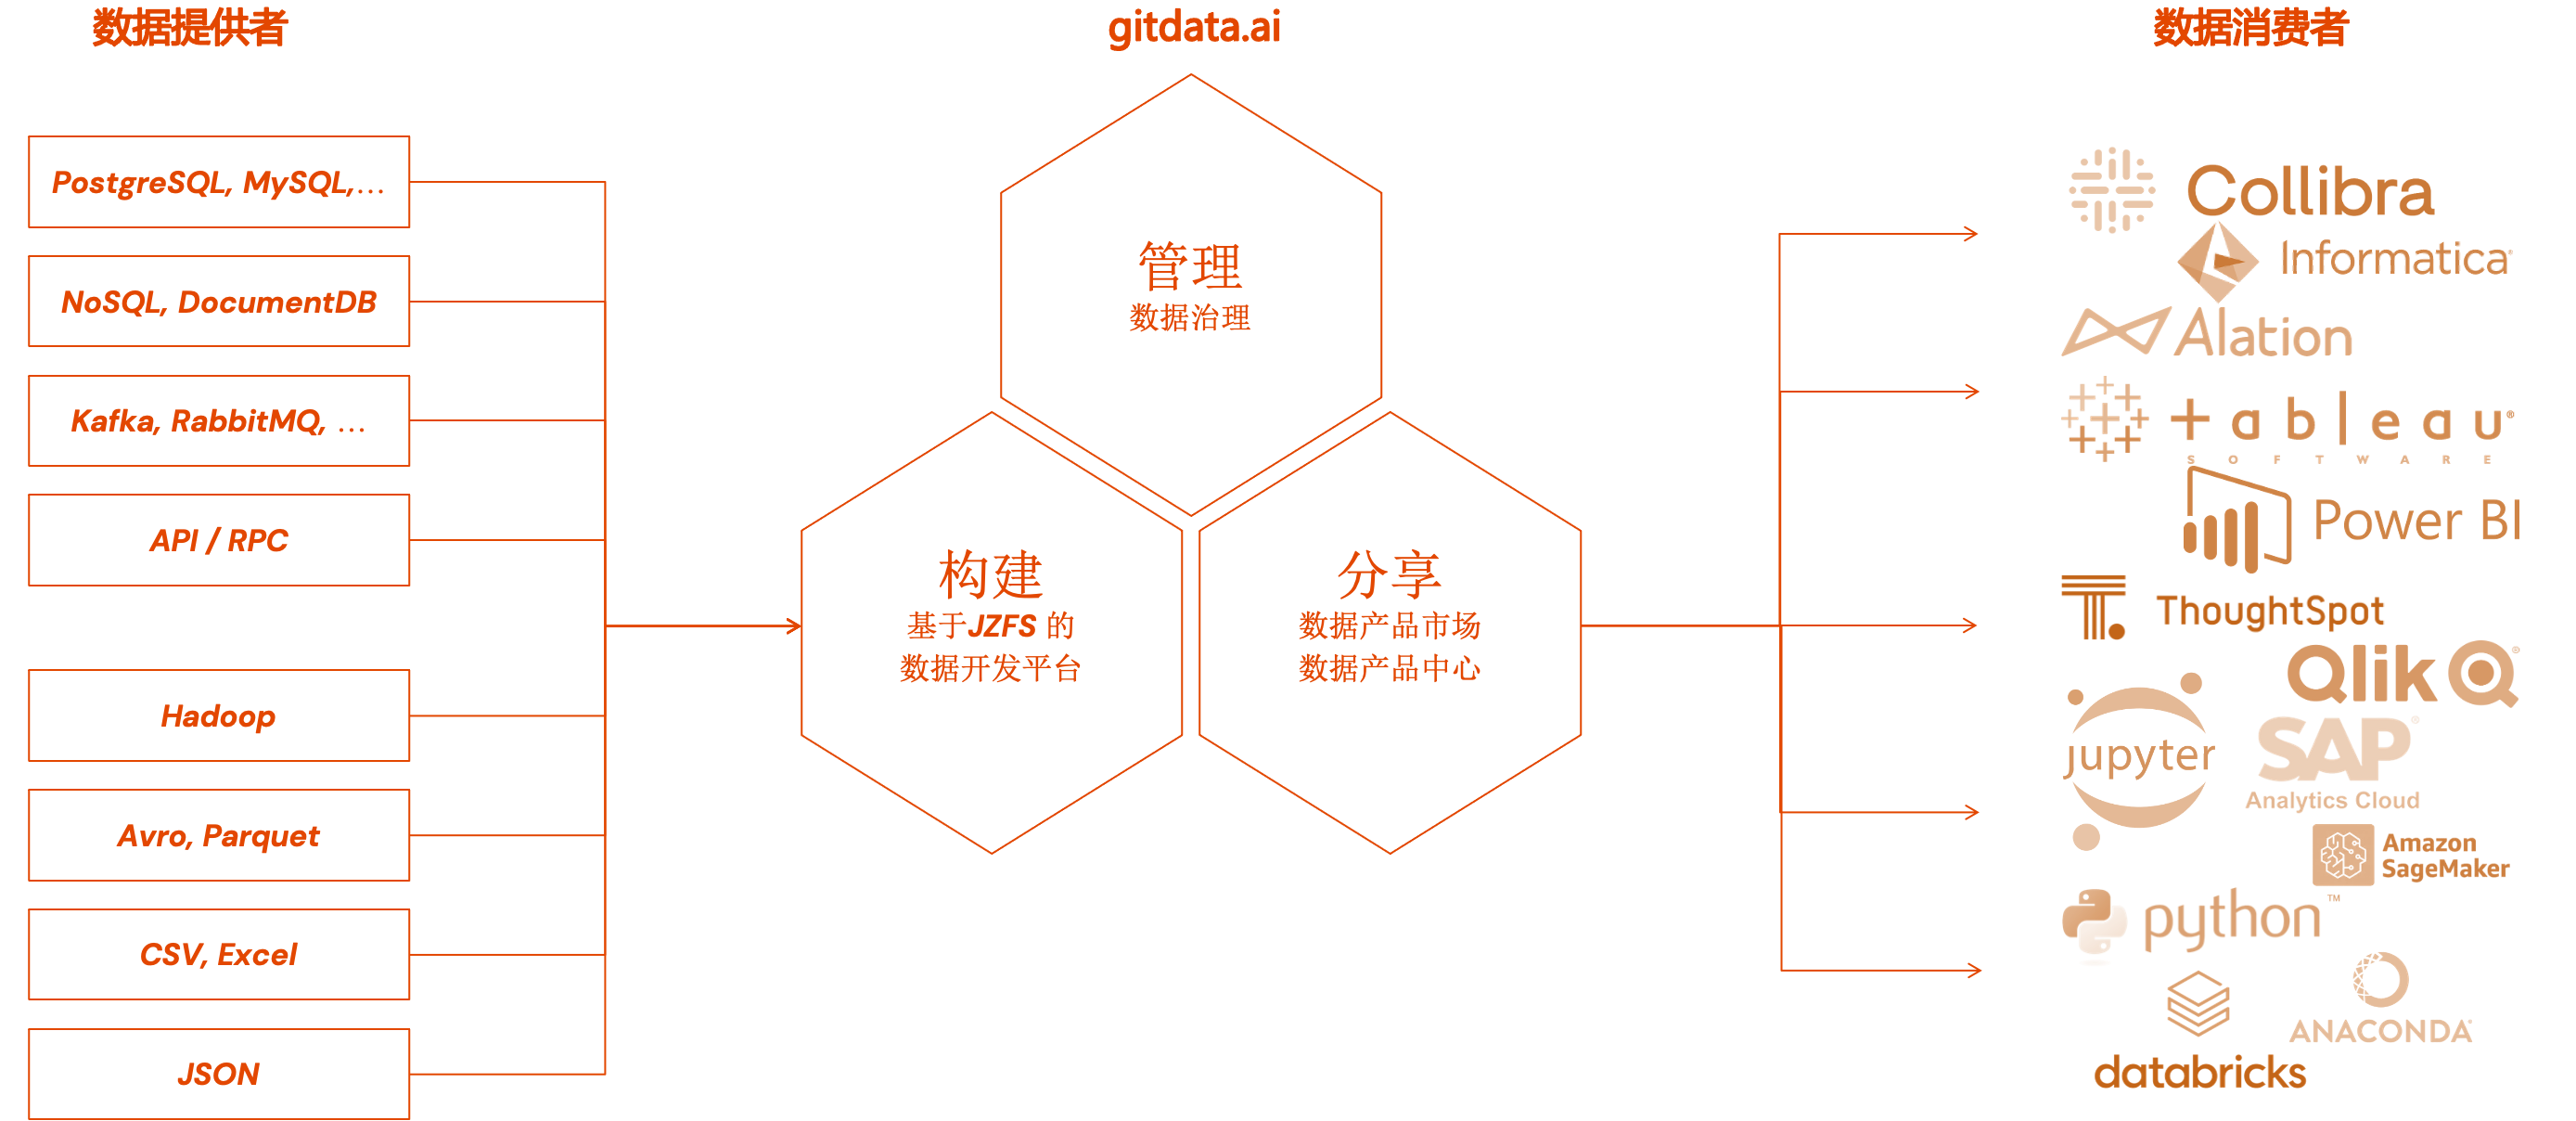 数据提供者
PostgreSQL, MySQL,...
NoSQL, DocumentDB
Kafka, RabbitMQ, ...
API / RPC
Hadoop
Avro, Parquet
CSV, Excel
JSON
gitdata.ai
管理
数据治理
构建
基于JZFS 的
数据开发平台
分享
数据产品市场
数据产品中心
数据消费者
Collibra
Informatica®
Alation
+ableau®
SOFTWARE
Power BI
ThoughtSpot
Qlik ®
jupyter
SAP®
Analytics Cloud
Amazon
SageMaker
python™
ANACONDA®
databricks